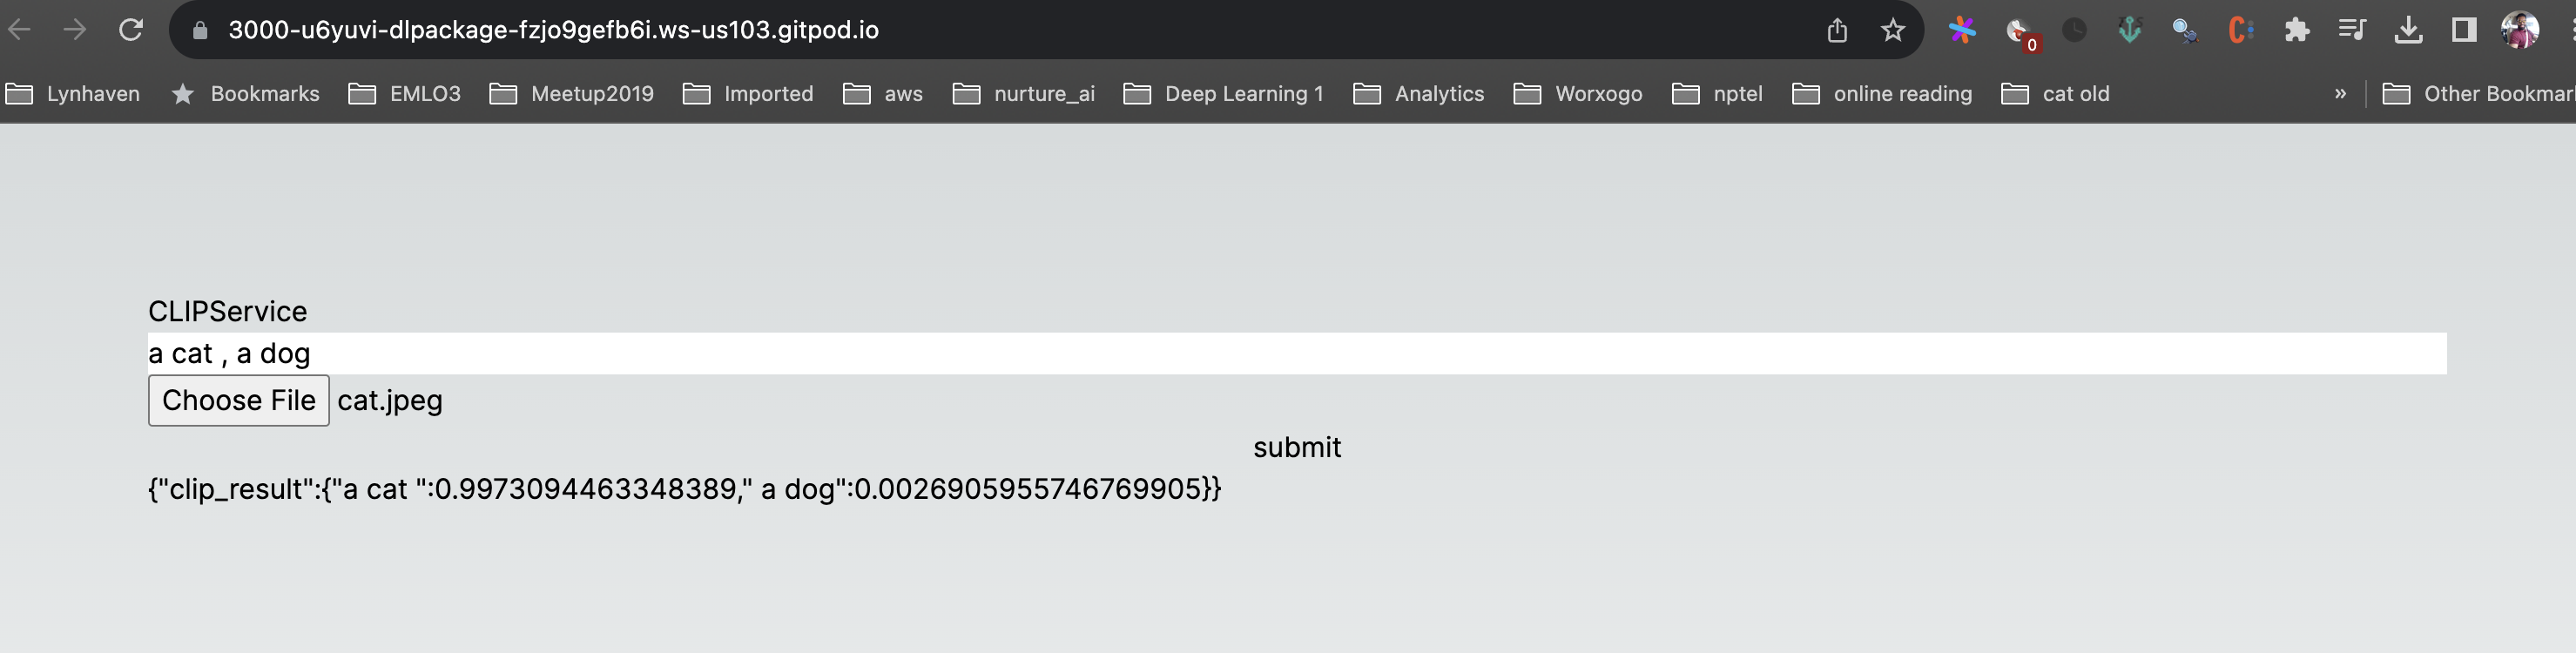 3000-u6yuvi-dlpackage-fzjo9gefb6i.ws-us103.gitpod.io
0
Lynhaven Bookmarks EMLO3 Meetup2019 Imported aws nurture_ai Deep Learning 1 Analytics Worxogo nptel online reading cat old » Other Bookmar
CLIPService
a cat , a dog
Choose File cat.jpeg
submit
{"clip_result":{"a cat ":0.9973094463348389," a dog":0.0026905955746769905}}